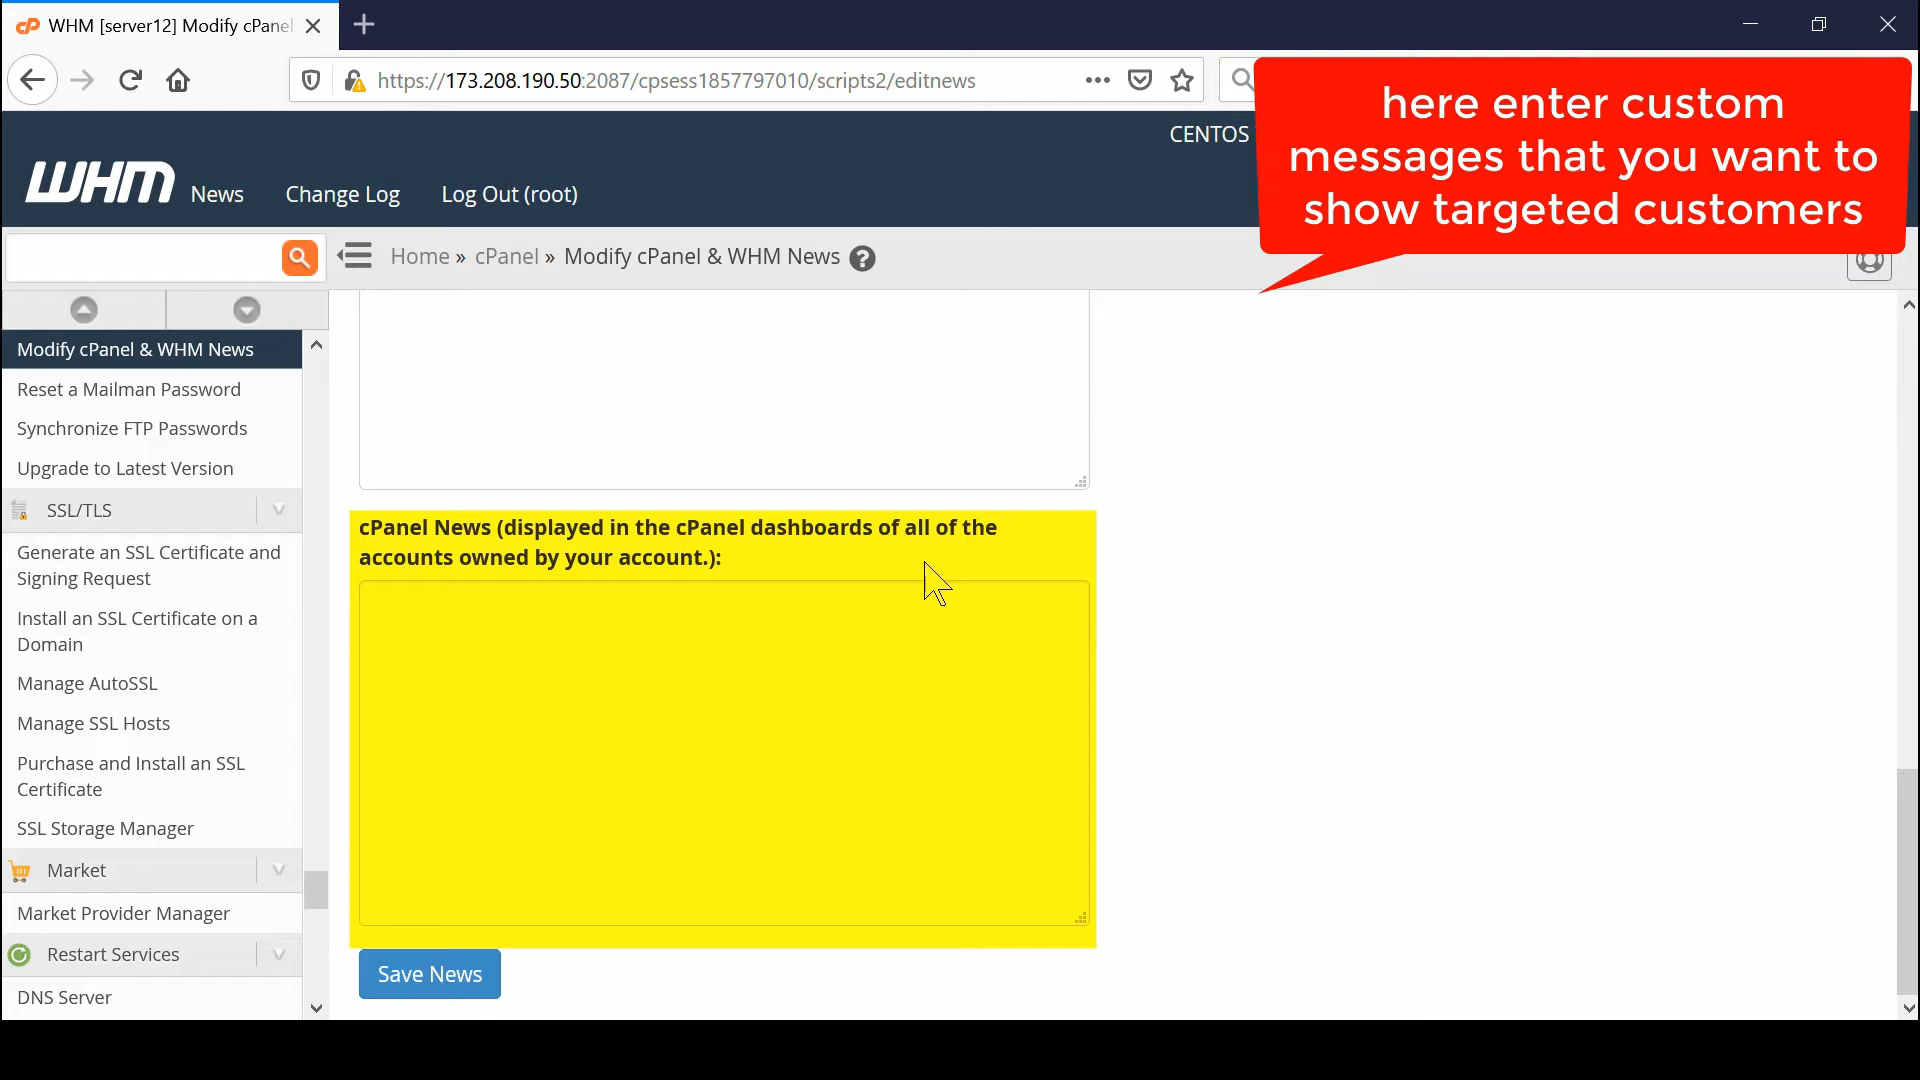 WHM [server12] Modify cPanel
https://173.208.190.50:2087/cpsess1857797010/scripts2/editnews
here enter custom
messages that you want to
show targeted customers
CENTOS
WHM
News
Change Log
Log Out (root)
Home » cPanel » Modify cPanel & WHM News
Modify cPanel & WHM News
Reset a Mailman Password
Synchronize FTP Passwords
Upgrade to Latest Version
SSL/TLS
Generate an SSL Certificate and
Signing Request
Install an SSL Certificate on a
Domain
Manage AutoSSL
Manage SSL Hosts
Purchase and Install an SSL
Certificate
SSL Storage Manager
Market
Market Provider Manager
Restart Services
DNS Server
cPanel News (displayed in the cPanel dashboards of all of the
accounts owned by your account.):
Save News